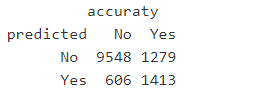 accuraty
predicted No Yes
No 9548 1279
Yes 606 1413